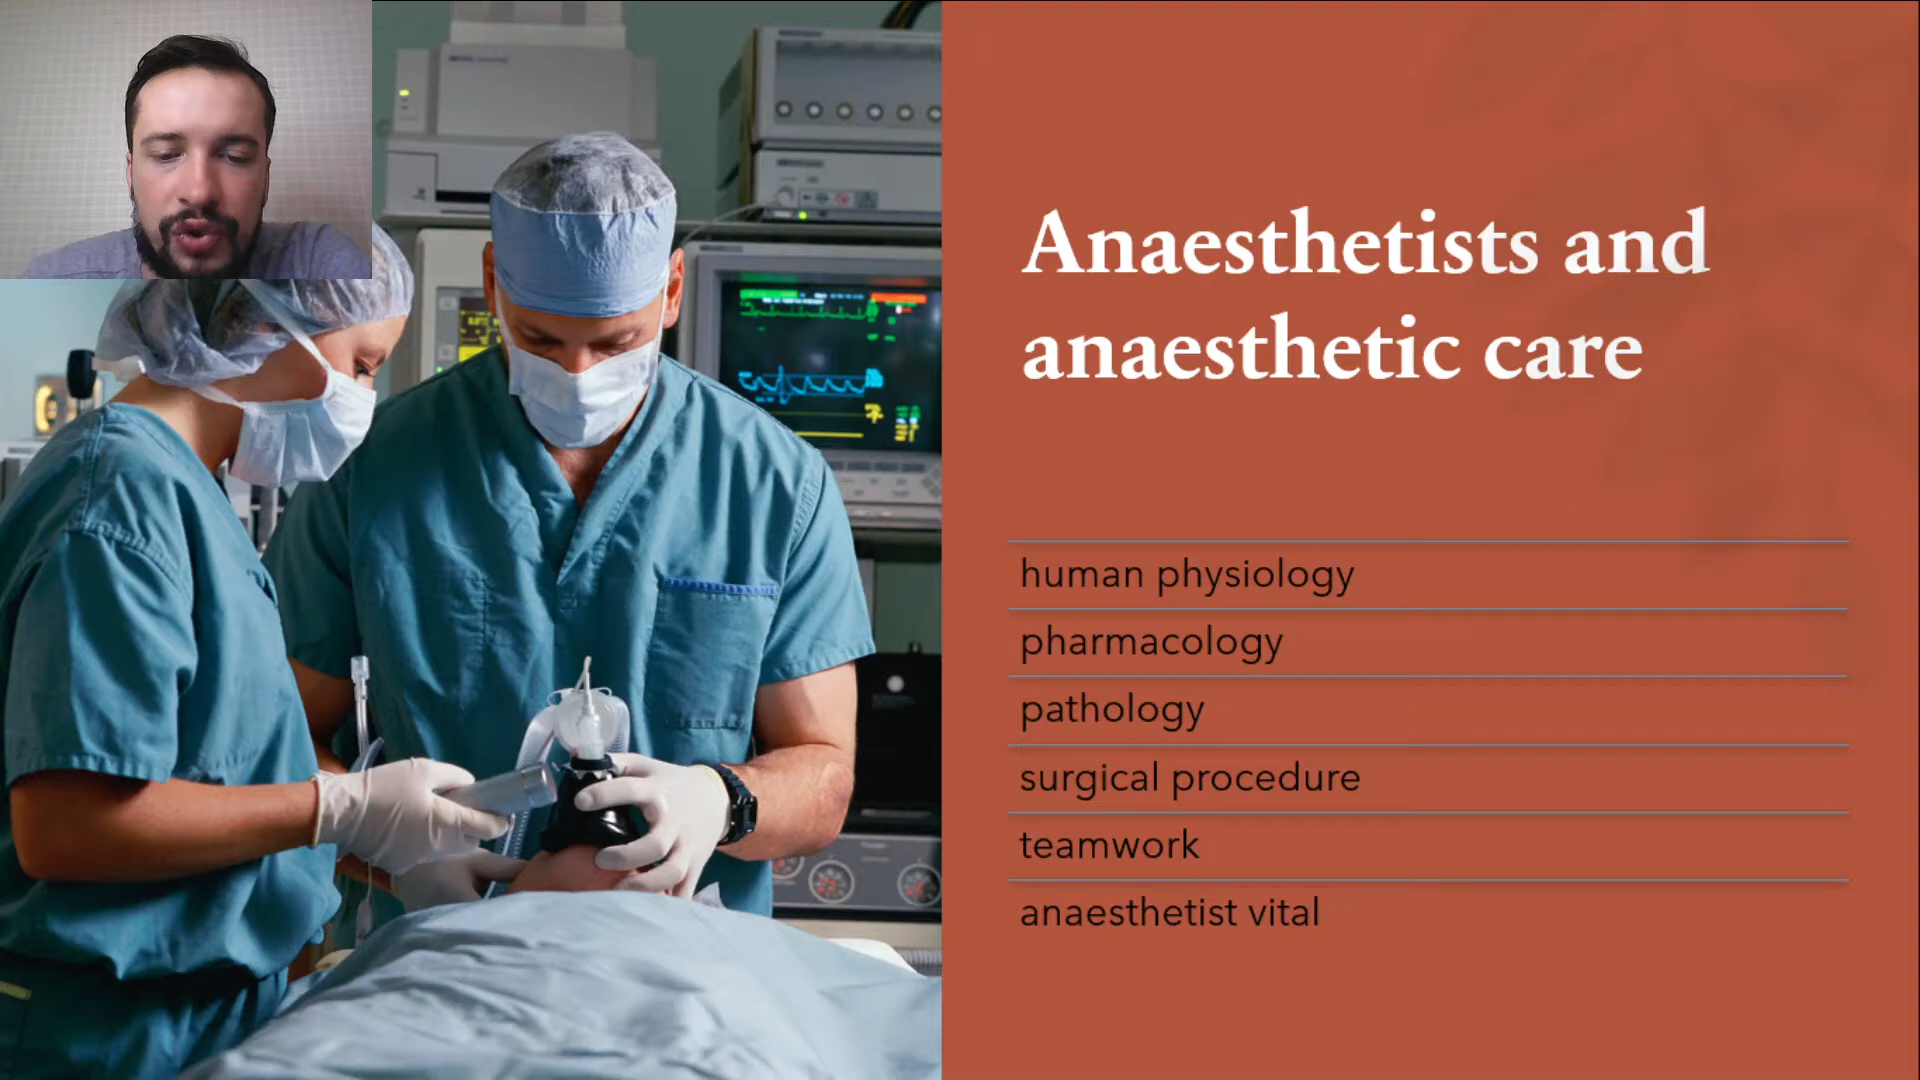 Anaesthetists and
anaesthetic care
human physiology
pharmacology
pathology
surgical procedure
teamwork
anaesthetist vital